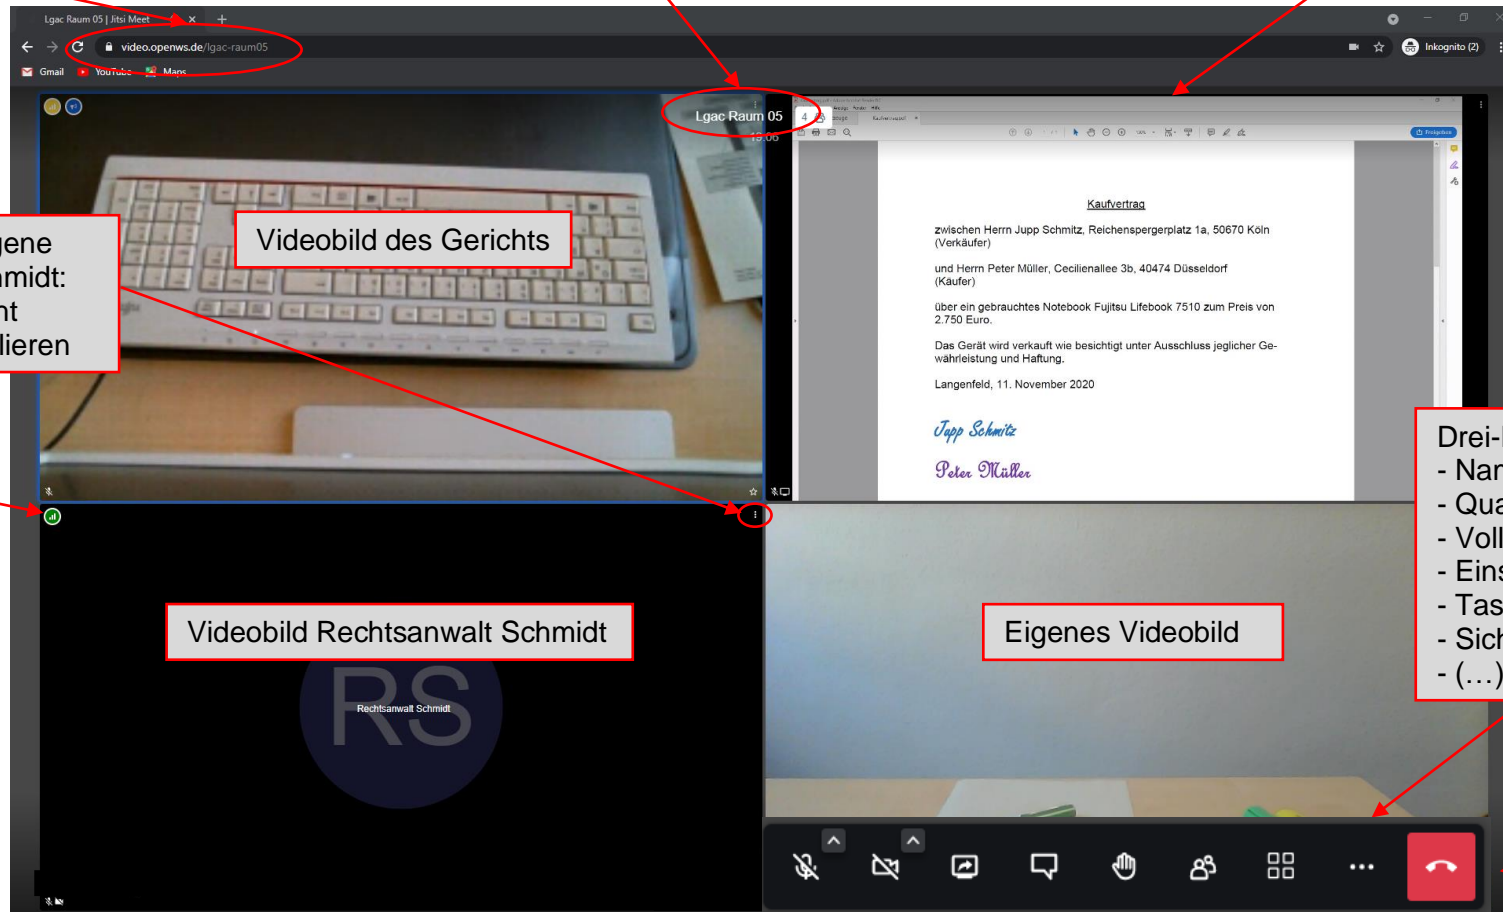 Lgac Raum 05 | Jitsi Meet
video.openws.de/lgac-raum05
Inkognito (2)
Gmail YouTube Maps
Lgac Raum 05
4
19:06
Kaufvertrag
zwischen Herrn Jupp Schmitz, Reichenspergerplatz 1a, 50670 Köln
(Verkäufer)
und Herrn Peter Müller, Cecilienallee 3b, 40474 Düsseldorf
(Käufer)
über ein gebrauchtes Notebook Fujitsu Lifebook 7510 zum Preis von
2.750 Euro.
Das Gerät wird verkauft wie besichtigt unter Ausschluss jeglicher Ge-
währleistung und Haftung.
Langenfeld, 11. November 2020
Jupp Schmitz
Peter Müller
gene
midt:
nt
lieren
Videobild des Gerichts
Drei-
- Nar
- Qua
- Voll
- Eins
- Tas
- Sich
- (…)
Videobild Rechtsanwalt Schmidt
RS
Rechtsanwalt Schmidt
Eigenes Videobild